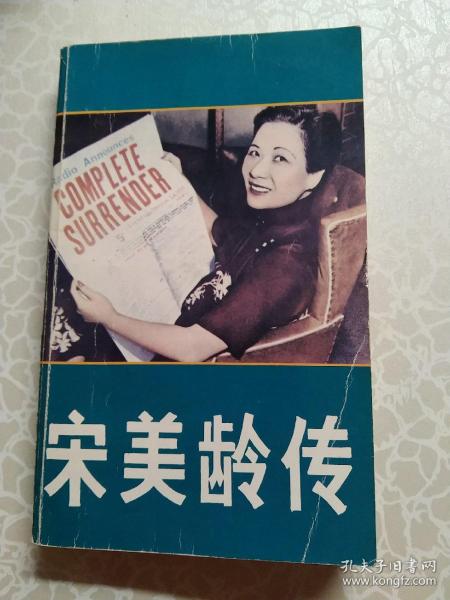 Radio Announces
COMPLETE
SURRENDER
宋美龄传
孔夫子旧书网
www.kongfz.com